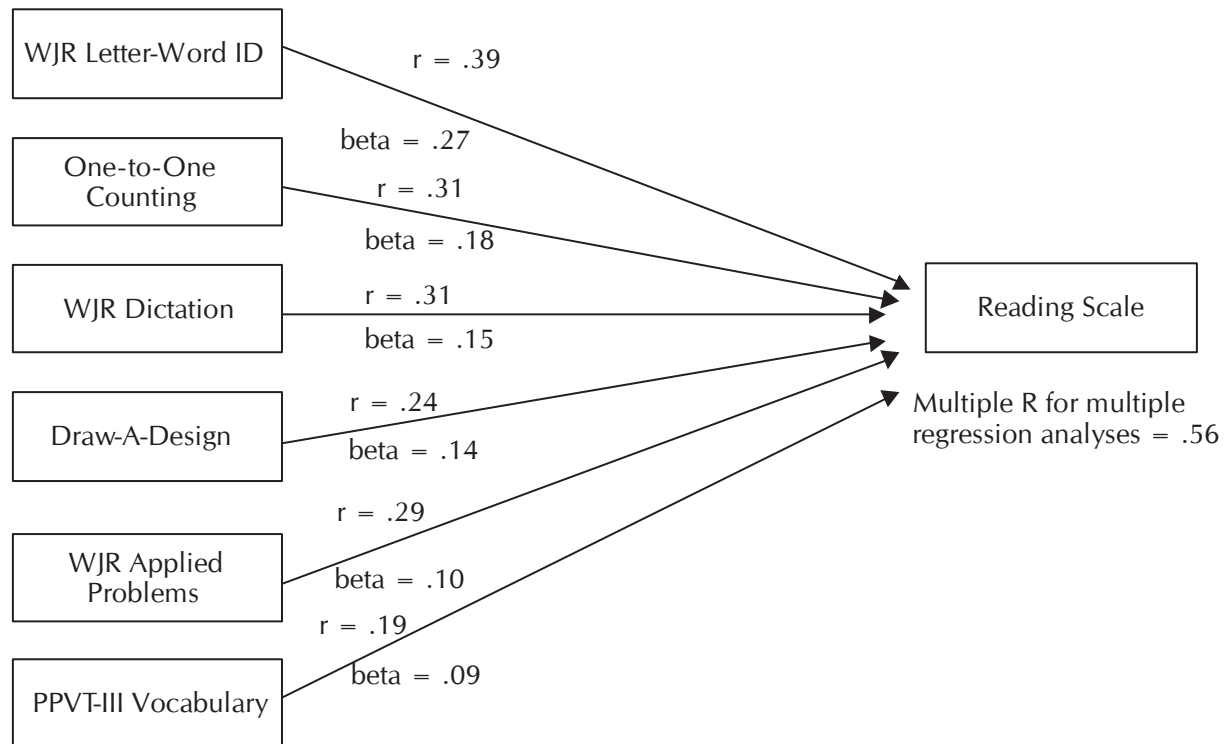 WJR Letter-Word ID
r = .39
beta = .27
One-to-One
Counting
r = .31
beta = .18
WJR Dictation
r = .31
beta = .15
Reading Scale
Draw-A-Design
r = .24
beta = .14
Multiple R for multiple
regression analyses = .56
WJR Applied
Problems
r = .29
beta = .10
PPVT-III Vocabulary
r = .19
beta = .09